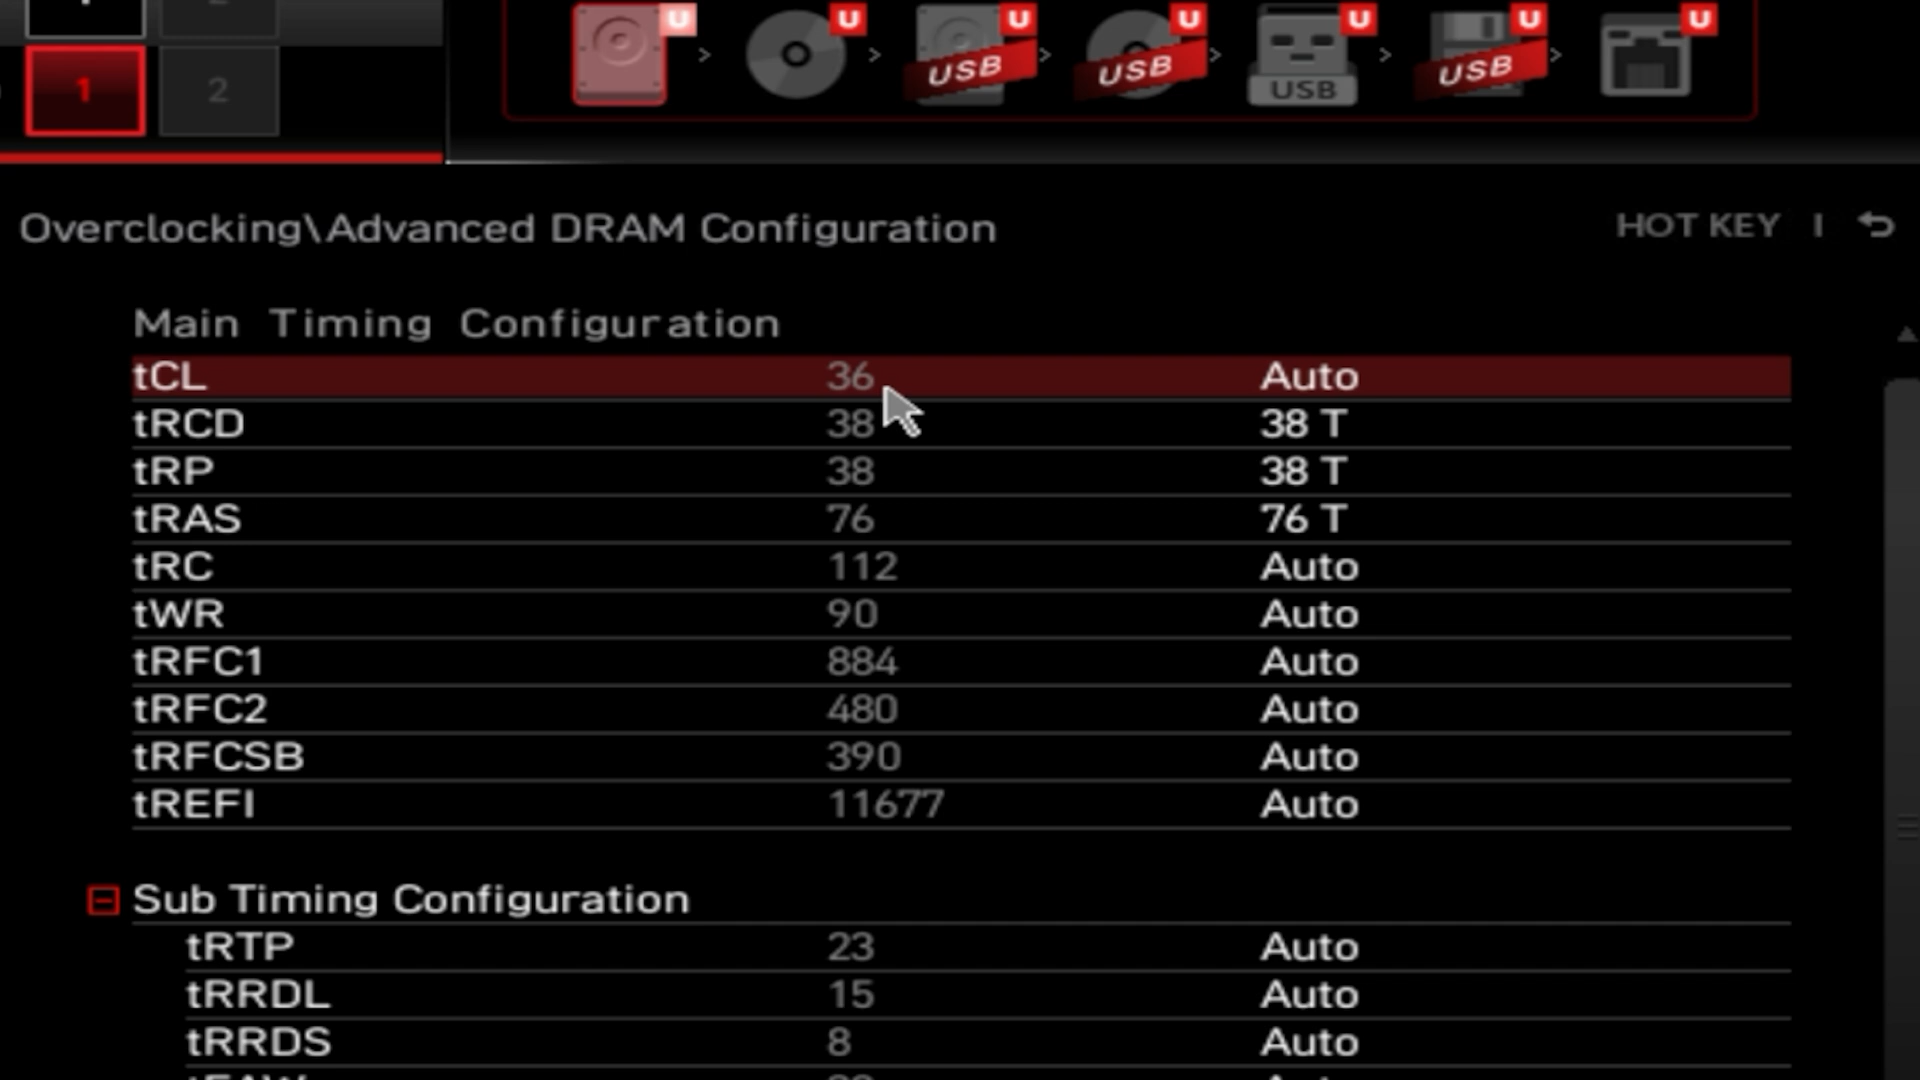 1 2
U U U U U U U
USB USB USB USB
Overclocking\Advanced DRAM Configuration HOT KEY |
Main Timing Configuration
tCL 36 Auto
tRCD 38 38 T
tRP 38 38 T
tRAS 76 76 T
tRC 112 Auto
tWR 90 Auto
tRFC1 884 Auto
tRFC2 480 Auto
tRFCSB 390 Auto
tREFI 11677 Auto
Sub Timing Configuration
tRTP 23 Auto
tRRDL 15 Auto
tRRDS 8 Auto